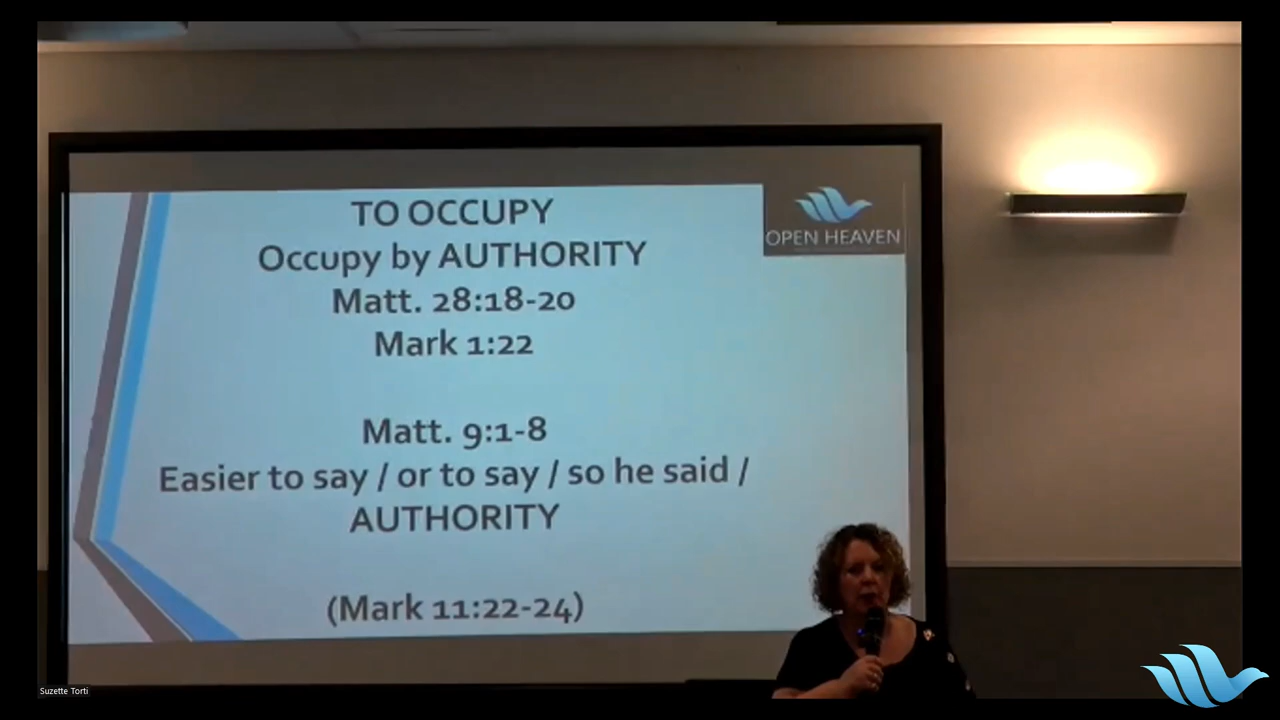 TO OCCUPY
Occupy by AUTHORITY
Matt. 28:18-20
Mark 1:22
Matt. 9:1-8
Easier to say / or to say / so he said /
AUTHORITY
(Mark 11:22-24)
OPEN HEAVEN
Suzette Torti